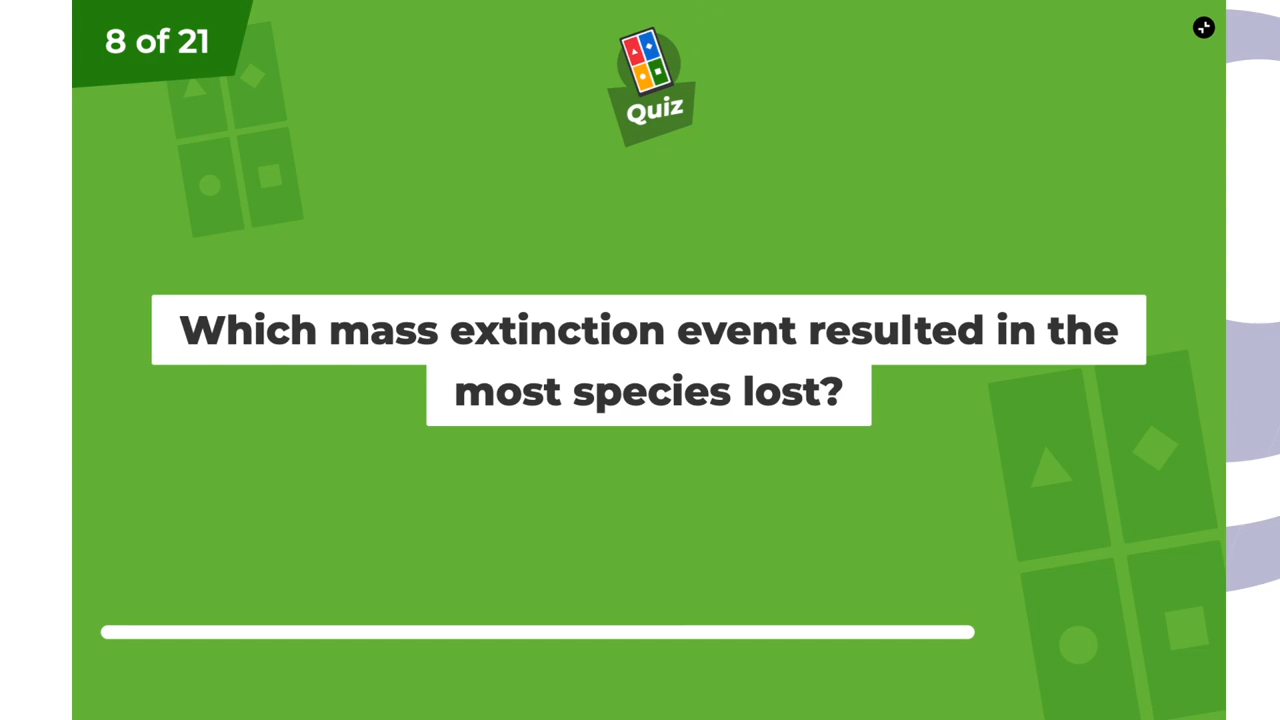 8 of 21
Quiz
Which mass extinction event resulted in the
most species lost?